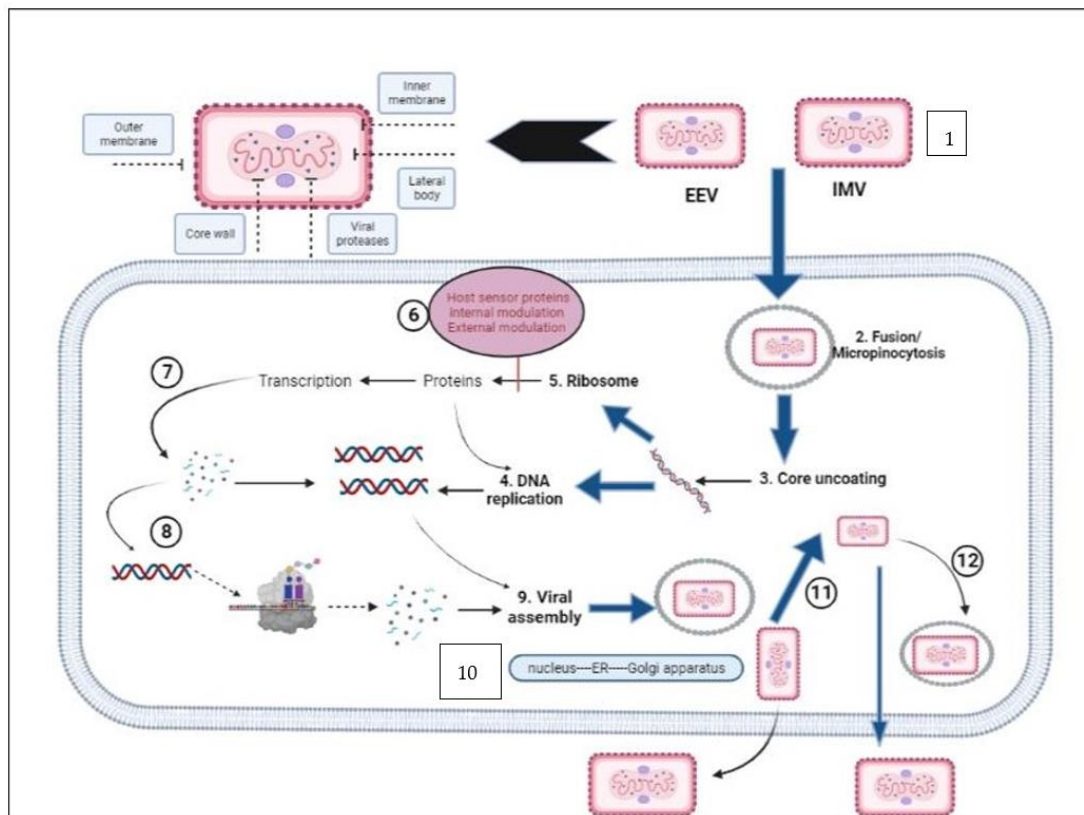 Inner
membrane
Outer
membrane
Lateral
body
Core wall
Viral
proteases
EEV
IMV
1
6
Host sensor proteins
Internal modulation
External modulation
2. Fusion/
Micropinocytosis
7
Transcription
Proteins
5. Ribosome
4. DNA
replication
3. Core uncoating
8
9. Viral
assembly
10
nucleus----ER-----Golgi apparatus
11
12